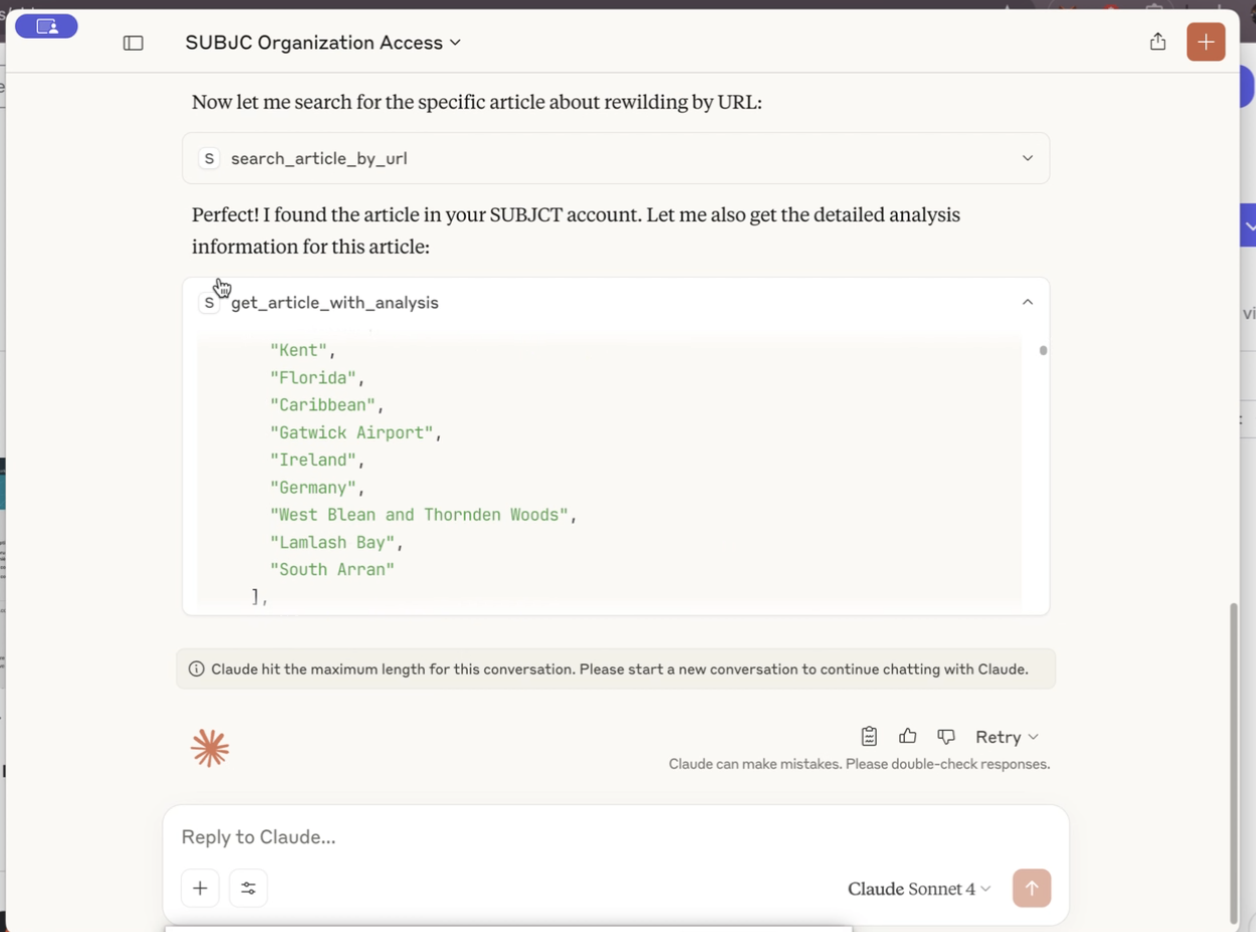 SUBJC Organization Access
Now let me search for the specific article about rewilding by URL:
S search_article_by_url
Perfect! I found the article in your SUBJCT account. Let me also get the detailed analysis
information for this article:
S get_article_with_analysis
"Kent",
"Florida",
"Caribbean",
"Gatwick Airport",
"Ireland",
"Germany",
"West Blean and Thornden Woods",
"Lamlash Bay",
"South Arran"
],
Claude hit the maximum length for this conversation. Please start a new conversation to continue chatting with Claude.
Retry
Claude can make mistakes. Please double-check responses.
Reply to Claude...
Claude Sonnet 4